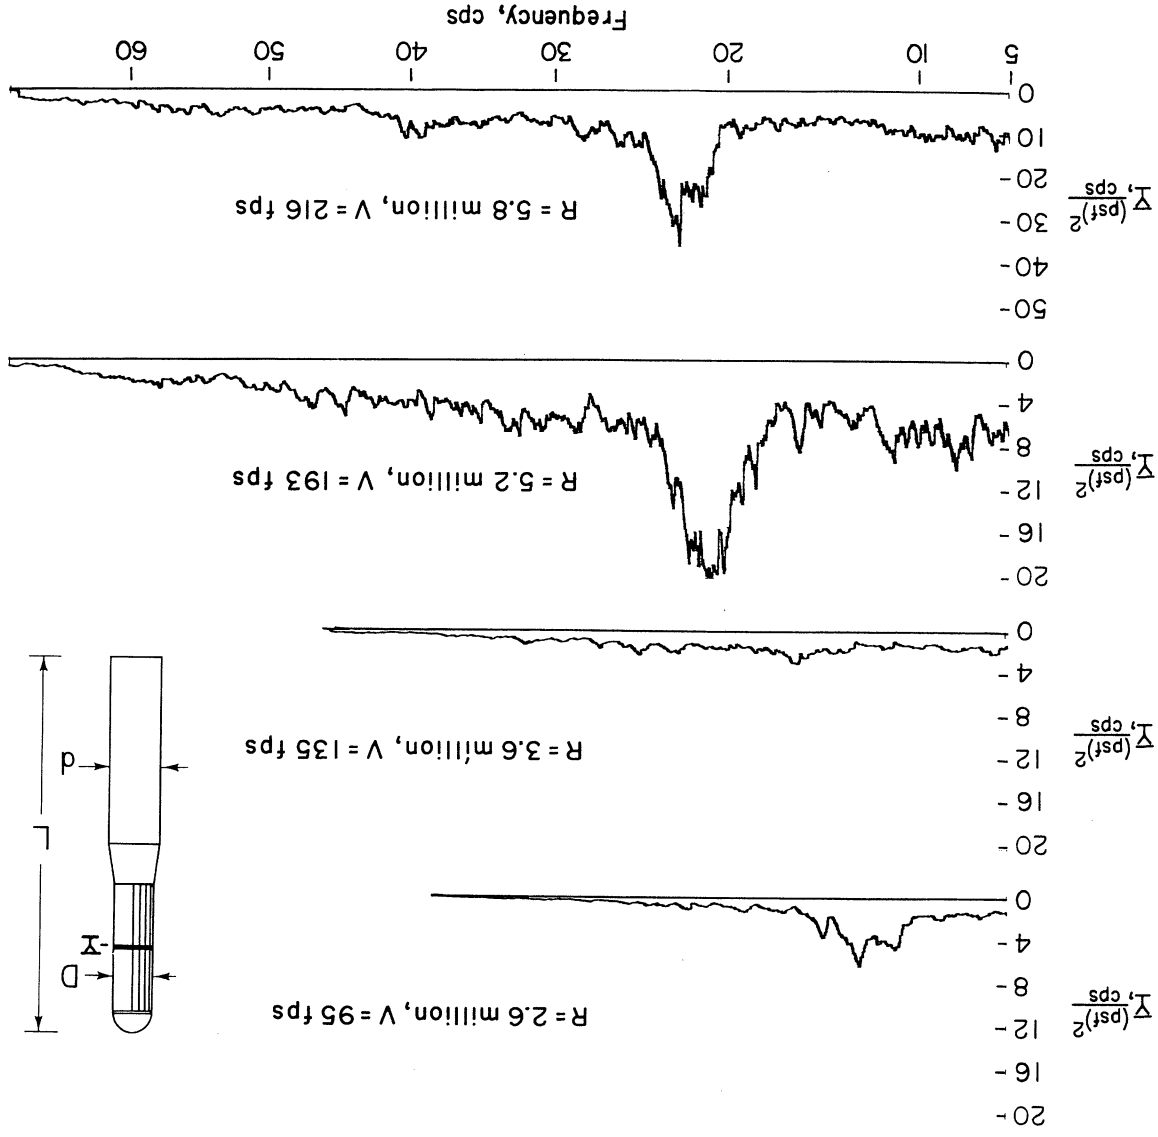 20
16
12
8
4
0
Y, (psf)2/cps
R = 2.6 million, V = 95 fps
D
Y
L
d
20
16
12
8
4
0
Y, (psf)2/cps
R = 3.6 million, V = 135 fps
20
16
12
8
4
0
Y, (psf)2/cps
R = 5.2 million, V = 193 fps
50
40
30
20
10
0
Y, (psf)2/cps
R = 5.8 million, V = 216 fps
5 10 20 30 40 50 60
Frequency, cps